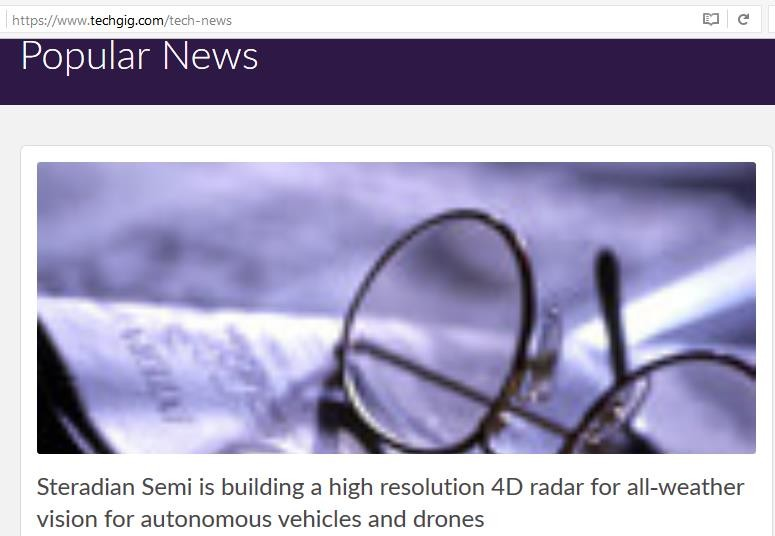 https://www.techgig.com/tech-news
Popular News
Steradian Semi is building a high resolution 4D radar for all-weather
vision for autonomous vehicles and drones